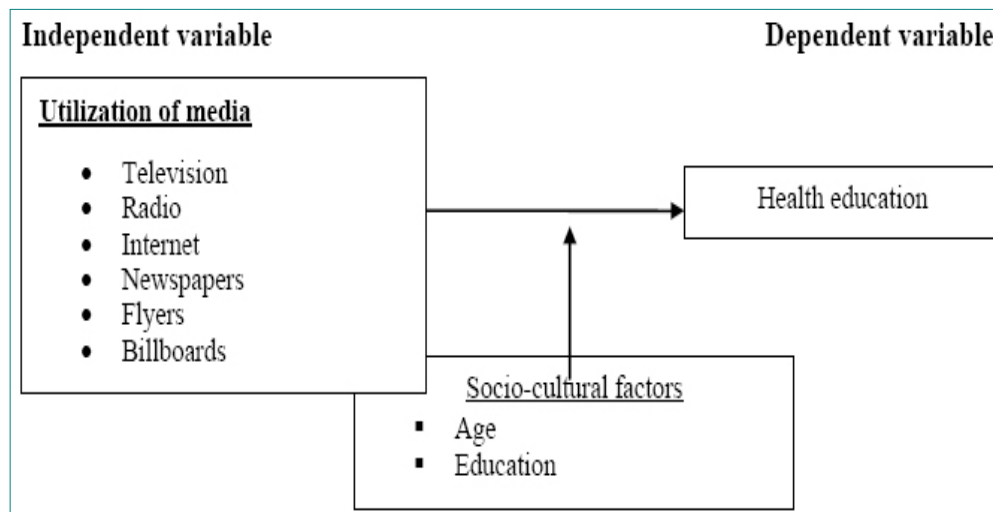 Independent variable
Dependent variable
Utilization of media
• Television
• Radio
• Internet
• Newspapers
• Flyers
• Billboards
Health education
Socio-cultural factors
▪ Age
▪ Education